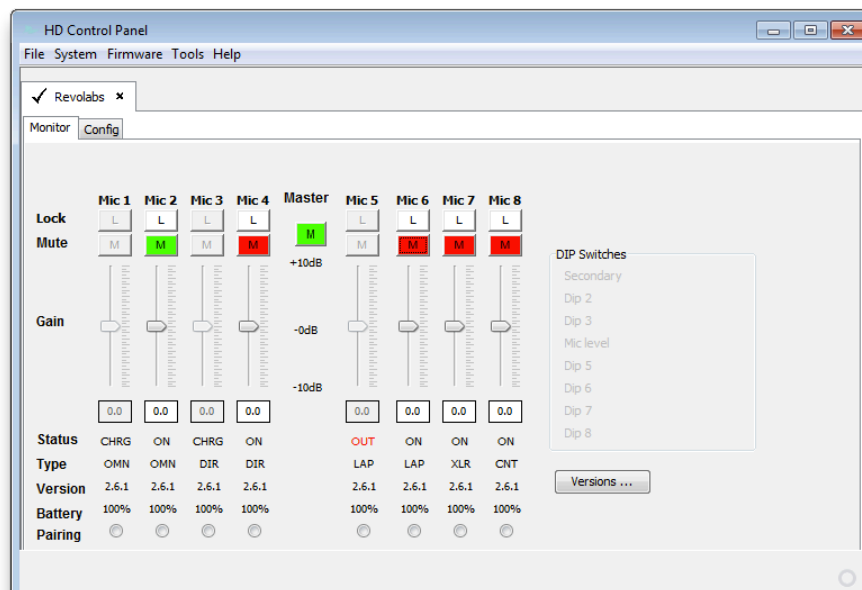 HD Control Panel
File System Firmware Tools Help
Revolabs
Monitor Config
Mic 1 Mic 2 Mic 3 Mic 4 Master Mic 5 Mic 6 Mic 7 Mic 8
Lock L L L L L L L L
Mute M M M M M M M M M
+10dB
DIP Switches
Secondary
Dip 2
Gain -0dB Dip 3
Mic level
Dip 5
-10dB Dip 6
0.0 0.0 0.0 0.0 0.0 0.0 0.0 0.0 Dip 7
Dip 8
Status CHRG ON CHRG ON OUT ON ON ON
Type OMN OMN DIR DIR LAP LAP XLR CNT
Version 2.6.1 2.6.1 2.6.1 2.6.1 2.6.1 2.6.1 2.6.1 2.6.1 Versions ...
Battery 100% 100% 100% 100% 100% 100% 100% 100%
Pairing